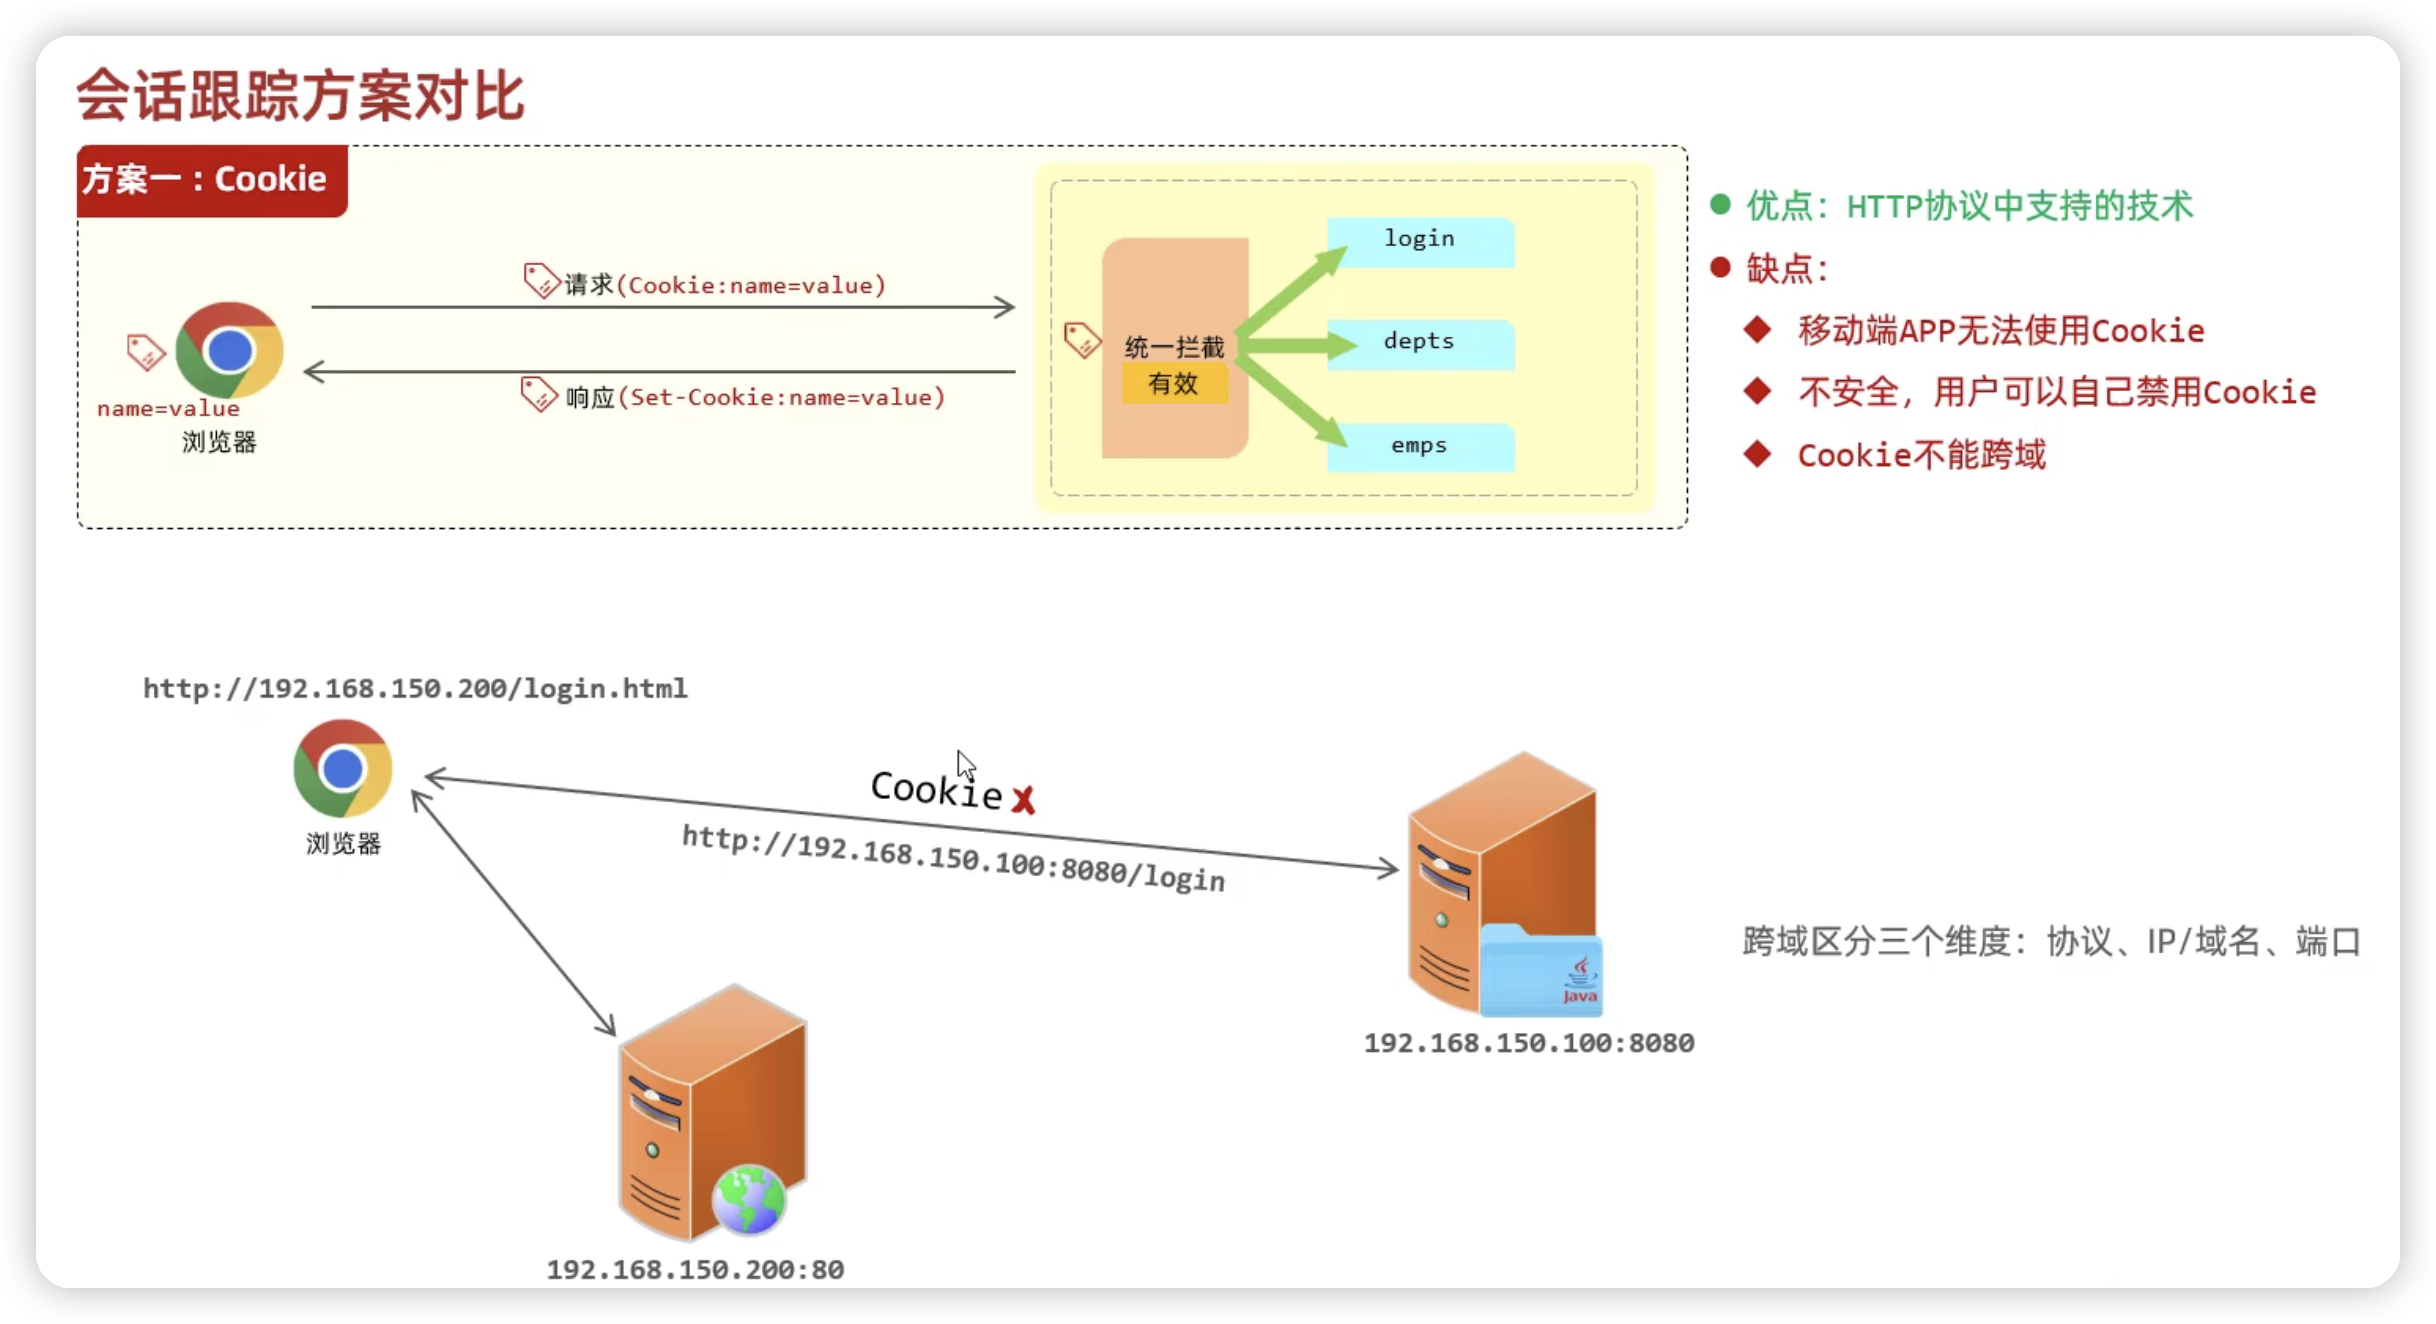 会话跟踪方案对比
方案一：Cookie
请求(Cookie:name=value)
响应(Set-Cookie:name=value)
name=value
浏览器
统一拦截
有效
login
depts
emps
优点：HTTP协议中支持的技术
缺点：
移动端APP无法使用Cookie
不安全，用户可以自己禁用Cookie
Cookie不能跨域
http://192.168.150.200/login.html
浏览器
Cookie
http://192.168.150.100:8080/login
Java
192.168.150.100:8080
跨域区分三个维度：协议、IP/域名、端口
192.168.150.200:80